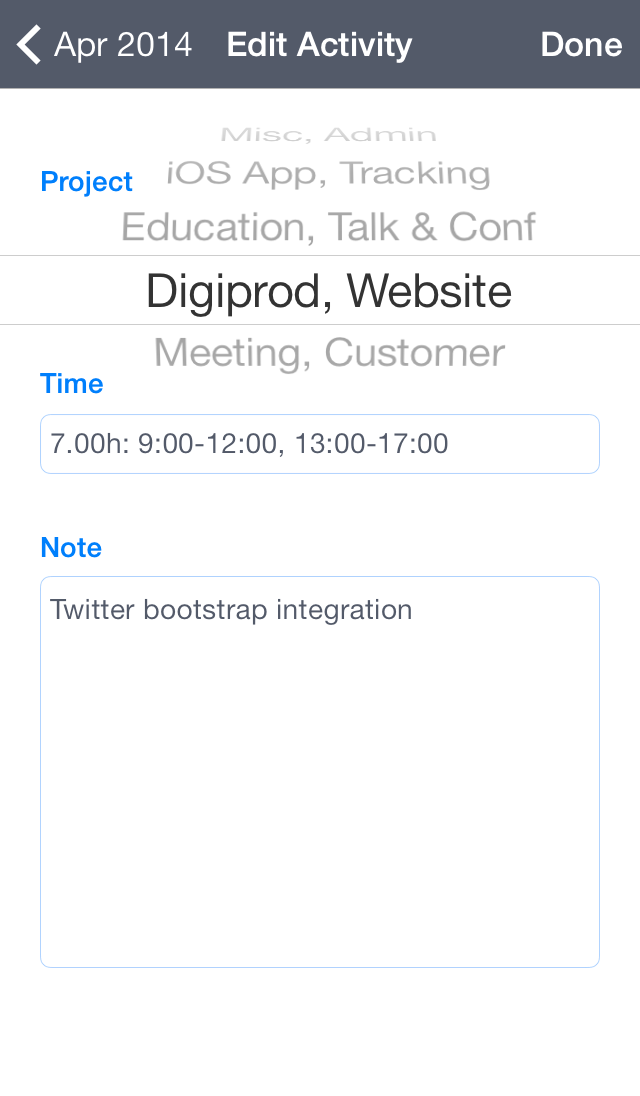 Apr 2014 Edit Activity Done
Misc, Admin
Project
iOS App, Tracking
Education, Talk & Conf
Digiprod, Website
Meeting, Customer
Time
7.00h: 9:00-12:00, 13:00-17:00
Note
Twitter bootstrap integration